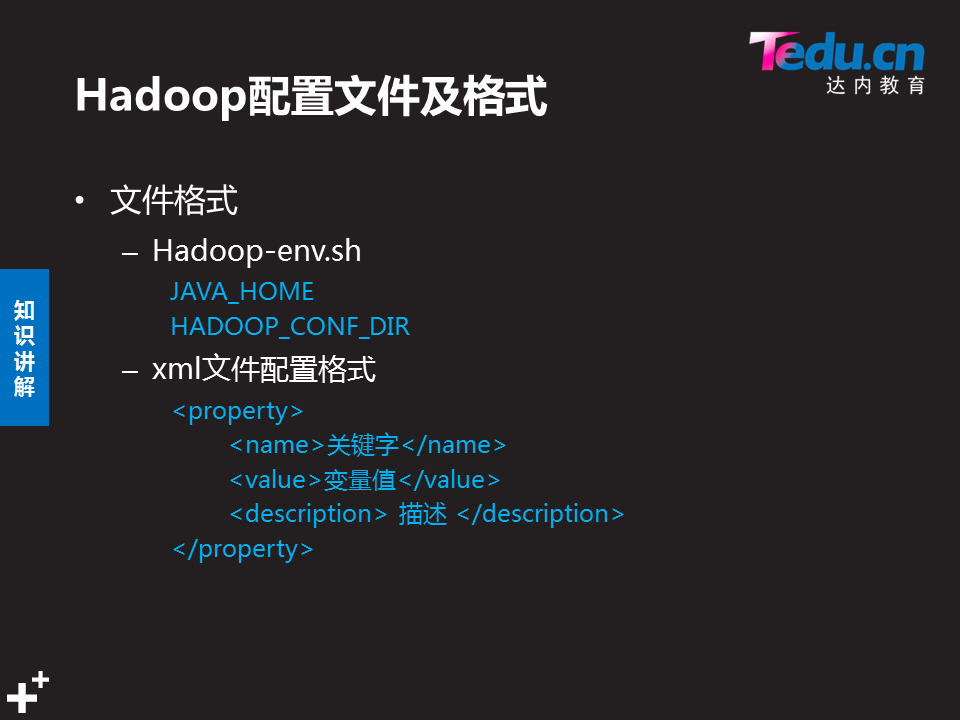 Tedu.cn
达内教育
Hadoop配置文件及格式
• 文件格式
– Hadoop-env.sh
JAVA_HOME
HADOOP_CONF_DIR
– xml文件配置格式
<property>
<name>关键字</name>
<value>变量值</value>
<description> 描述 </description>
</property>
知识讲解